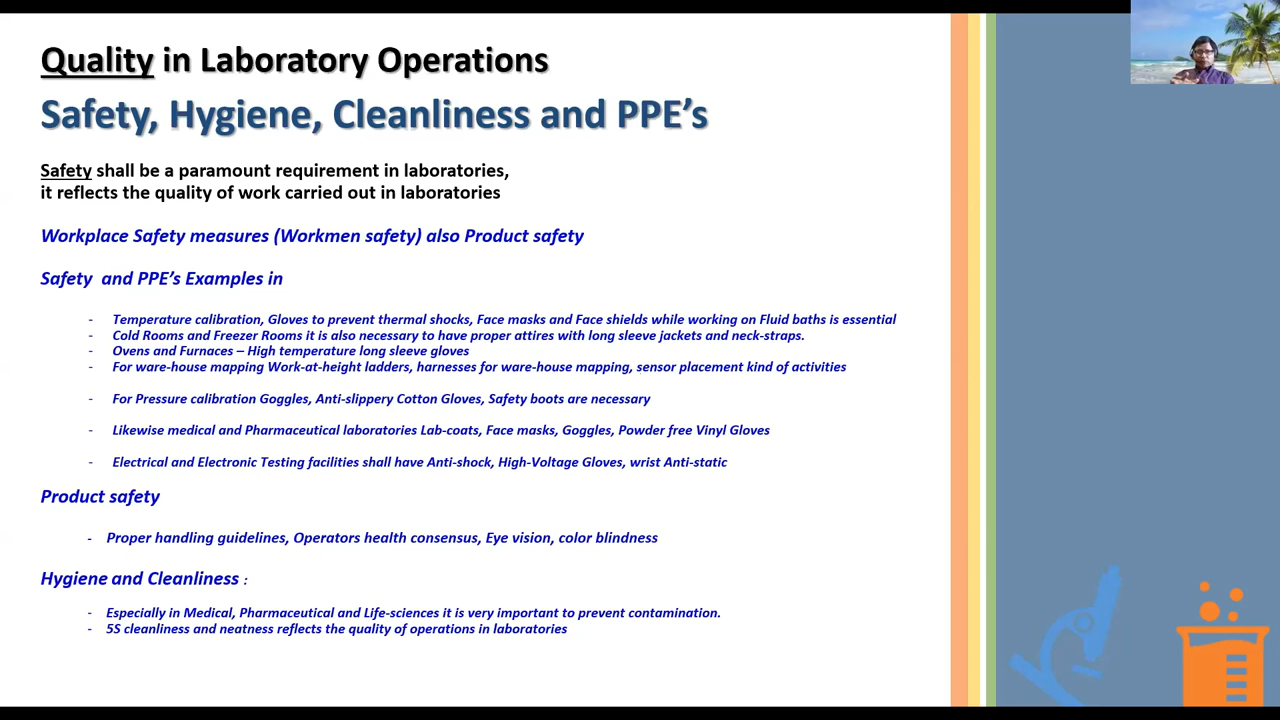 Quality in Laboratory Operations
Safety, Hygiene, Cleanliness and PPE's
Safety shall be a paramount requirement in laboratories,
it reflects the quality of work carried out in laboratories
Workplace Safety measures (Workmen safety) also Product safety
Safety  and PPE's Examples in
- Temperature calibration, Gloves to prevent thermal shocks, Face masks and Face shields while working on Fluid baths is essential
- Cold Rooms and Freezer Rooms it is also necessary to have proper attires with long sleeve jackets and neck-straps.
- Ovens and Furnaces – High temperature long sleeve gloves
- For ware-house mapping Work-at-height ladders, harnesses for ware-house mapping, sensor placement kind of activities
- For Pressure calibration Goggles, Anti-slippery Cotton Gloves, Safety boots are necessary
- Likewise medical and Pharmaceutical laboratories Lab-coats, Face masks, Goggles, Powder free Vinyl Gloves
- Electrical and Electronic Testing facilities shall have Anti-shock, High-Voltage Gloves, wrist Anti-static
Product safety
- Proper handling guidelines, Operators health consensus, Eye vision, color blindness
Hygiene and Cleanliness :
- Especially in Medical, Pharmaceutical and Life-sciences it is very important to prevent contamination.
- 5S cleanliness and neatness reflects the quality of operations in laboratories